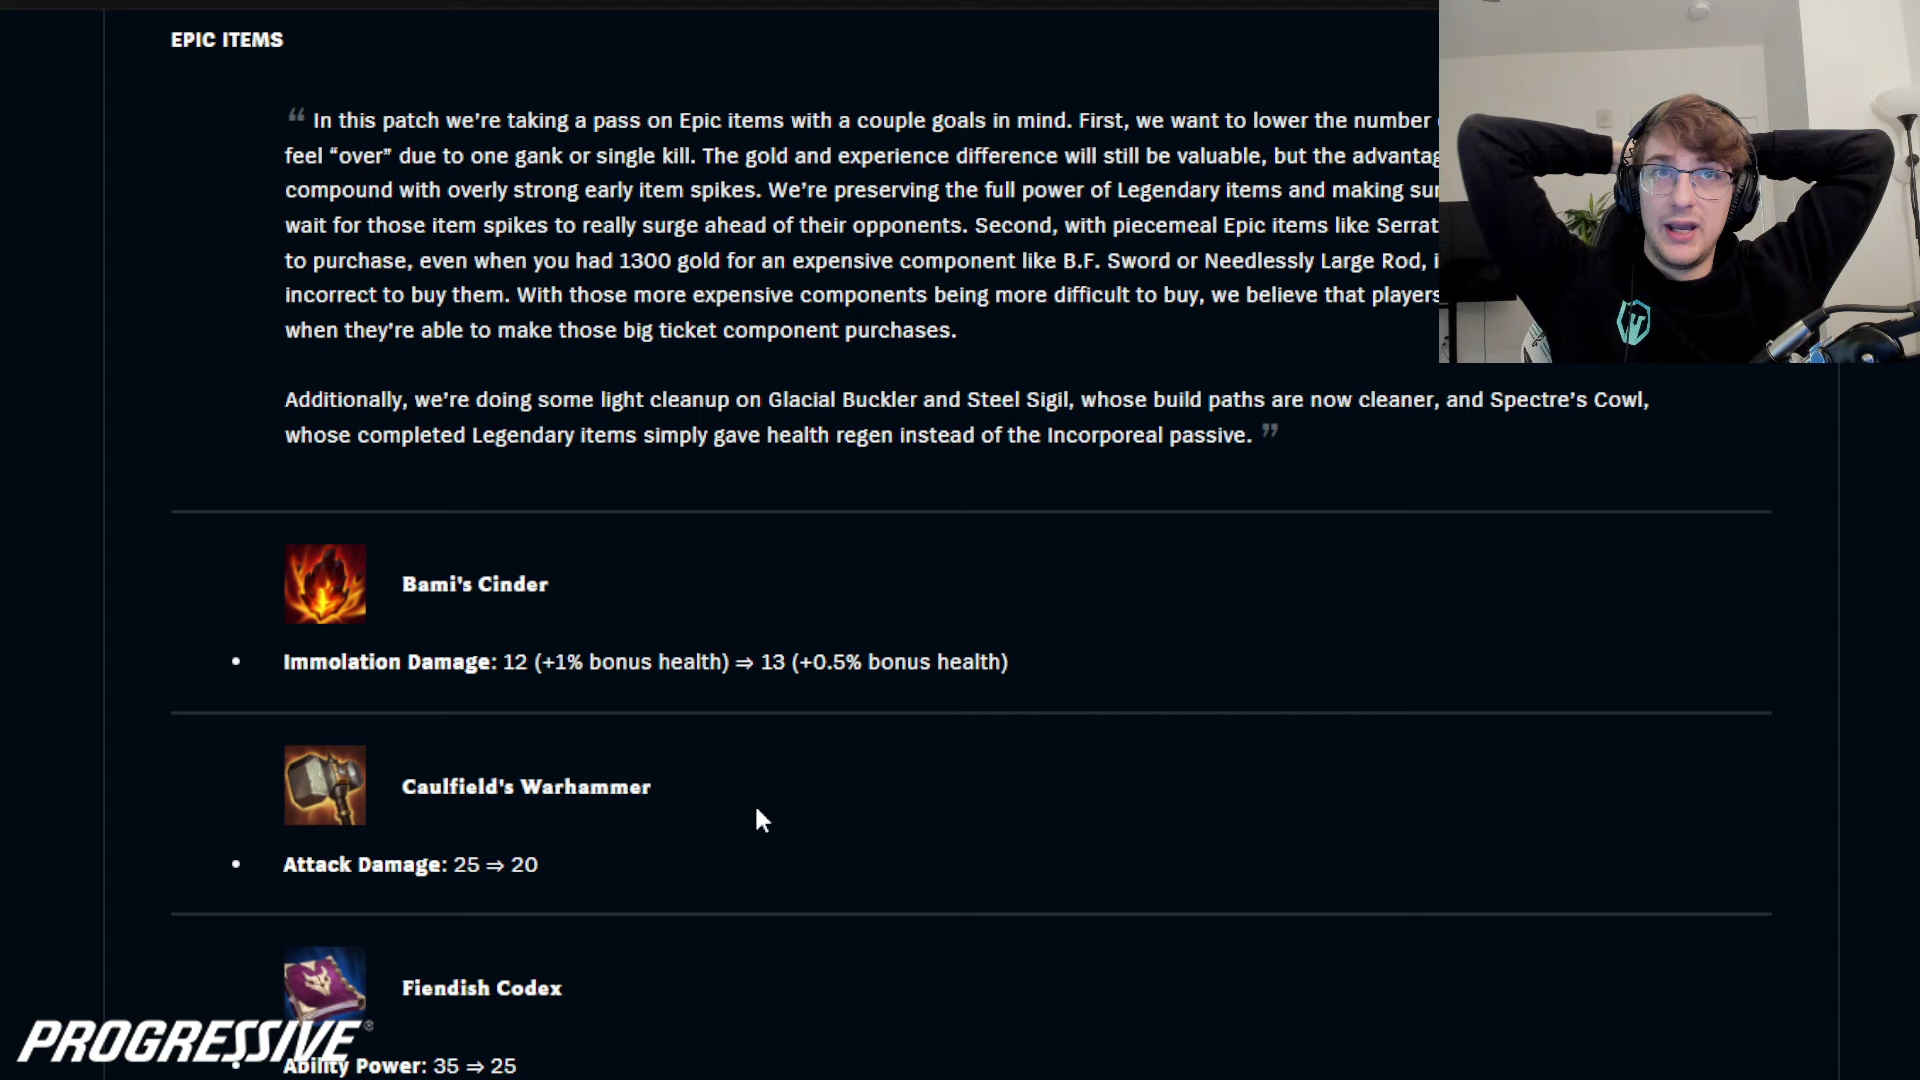 EPIC ITEMS
“ In this patch we’re taking a pass on Epic items with a couple goals in mind. First, we want to lower the number
feel “over” due to one gank or single kill. The gold and experience difference will still be valuable, but the
compound with overly strong early item spikes. We’re preserving the full power of Legendary items and making
wait for those item spikes to really surge ahead of their opponents. Second, with piecemeal Epic items like
to purchase, even when you had 1300 gold for an expensive component like B.F. Sword or Needlessly Large Rod,
incorrect to buy them. With those more expensive components being more difficult to buy, we believe that players
when they’re able to make those big ticket component purchases.
Additionally, we’re doing some light cleanup on Glacial Buckler and Steel Sigil, whose build paths are now cleaner, and Spectre’s Cowl,
whose completed Legendary items simply gave health regen instead of the Incorporeal passive. ”
Bami's Cinder
• Immolation Damage: 12 (+1% bonus health) ⇒ 13 (+0.5% bonus health)
Caulfield's Warhammer
• Attack Damage: 25 ⇒ 20
Fiendish Codex
PROGRESSIVE®
• Ability Power: 35 ⇒ 25